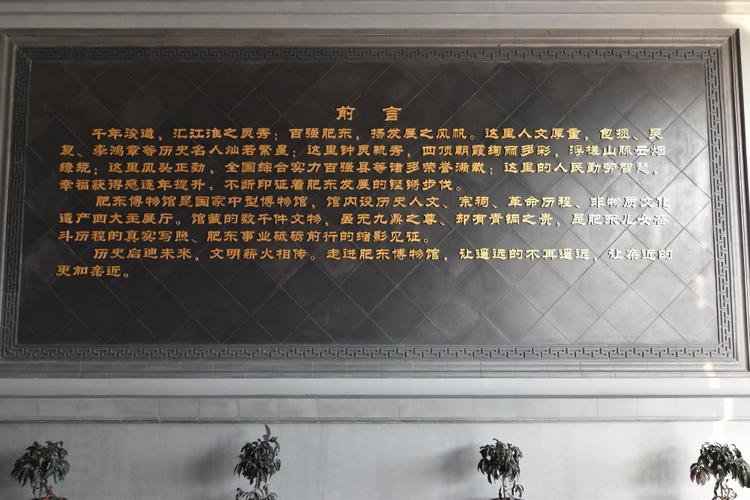 前 言
千年浚遒，汇江淮之灵秀；百强肥东，扬发展之风帆。这里人文厚重，包拯、吴
复、李鸿章等历史名人灿若繁星；这里钟灵毓秀，四顶朝霞绚丽多彩，浮槎山脉云烟
缭绕；这里风头正劲，全国综合实力百强县等诸多荣誉满载；这里的人民勤劳智慧，
幸福获得感逐年提升，不断印证着肥东发展的铿锵步伐。
肥东博物馆是国家中型博物馆，馆内设历史人文、宗祠、革命历程、非物质文化
遗产四大主展厅。馆藏的数千件文物，虽无九鼎之尊、却有青铜之贵，是肥东儿女奋
斗历程的真实写照、肥东事业砥砺前行的缩影见证。
历史启迪未来，文明薪火相传。走进肥东博物馆，让遥远的不再遥远，让亲近的
更加亲近。